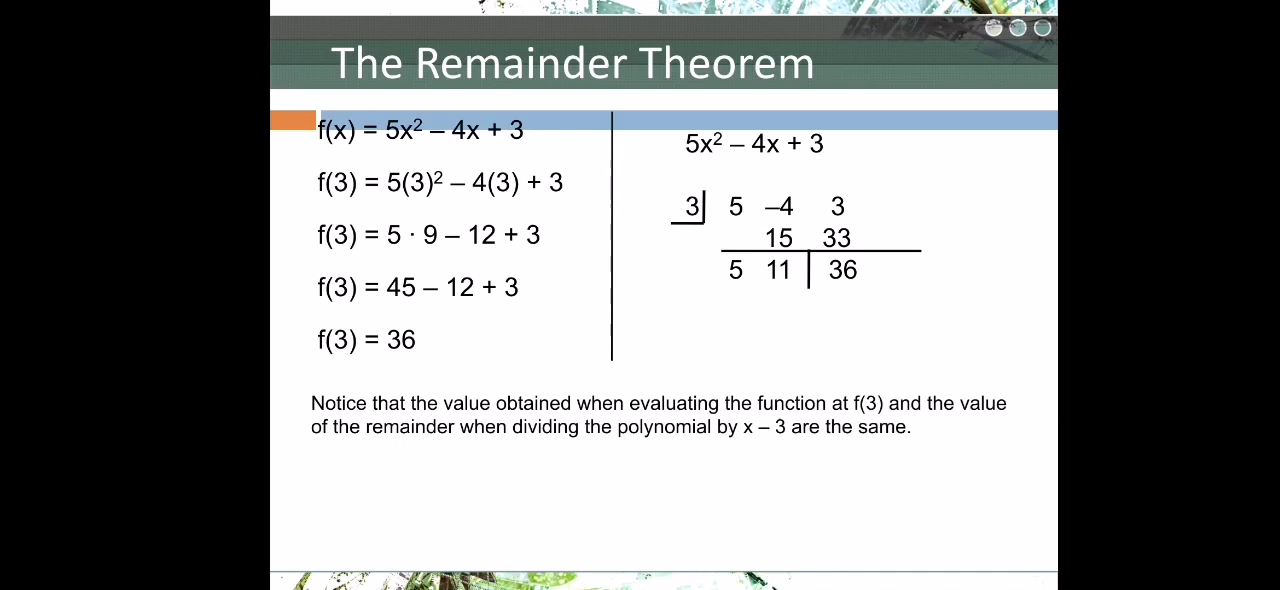 The Remainder Theorem
f(x) = 5x² – 4x + 3
f(3) = 5(3)² – 4(3) + 3
f(3) = 5 · 9 – 12 + 3
f(3) = 45 – 12 + 3
f(3) = 36
5x² – 4x + 3
3 5 –4 3
15 33
5 11 36
Notice that the value obtained when evaluating the function at f(3) and the value
of the remainder when dividing the polynomial by x – 3 are the same.